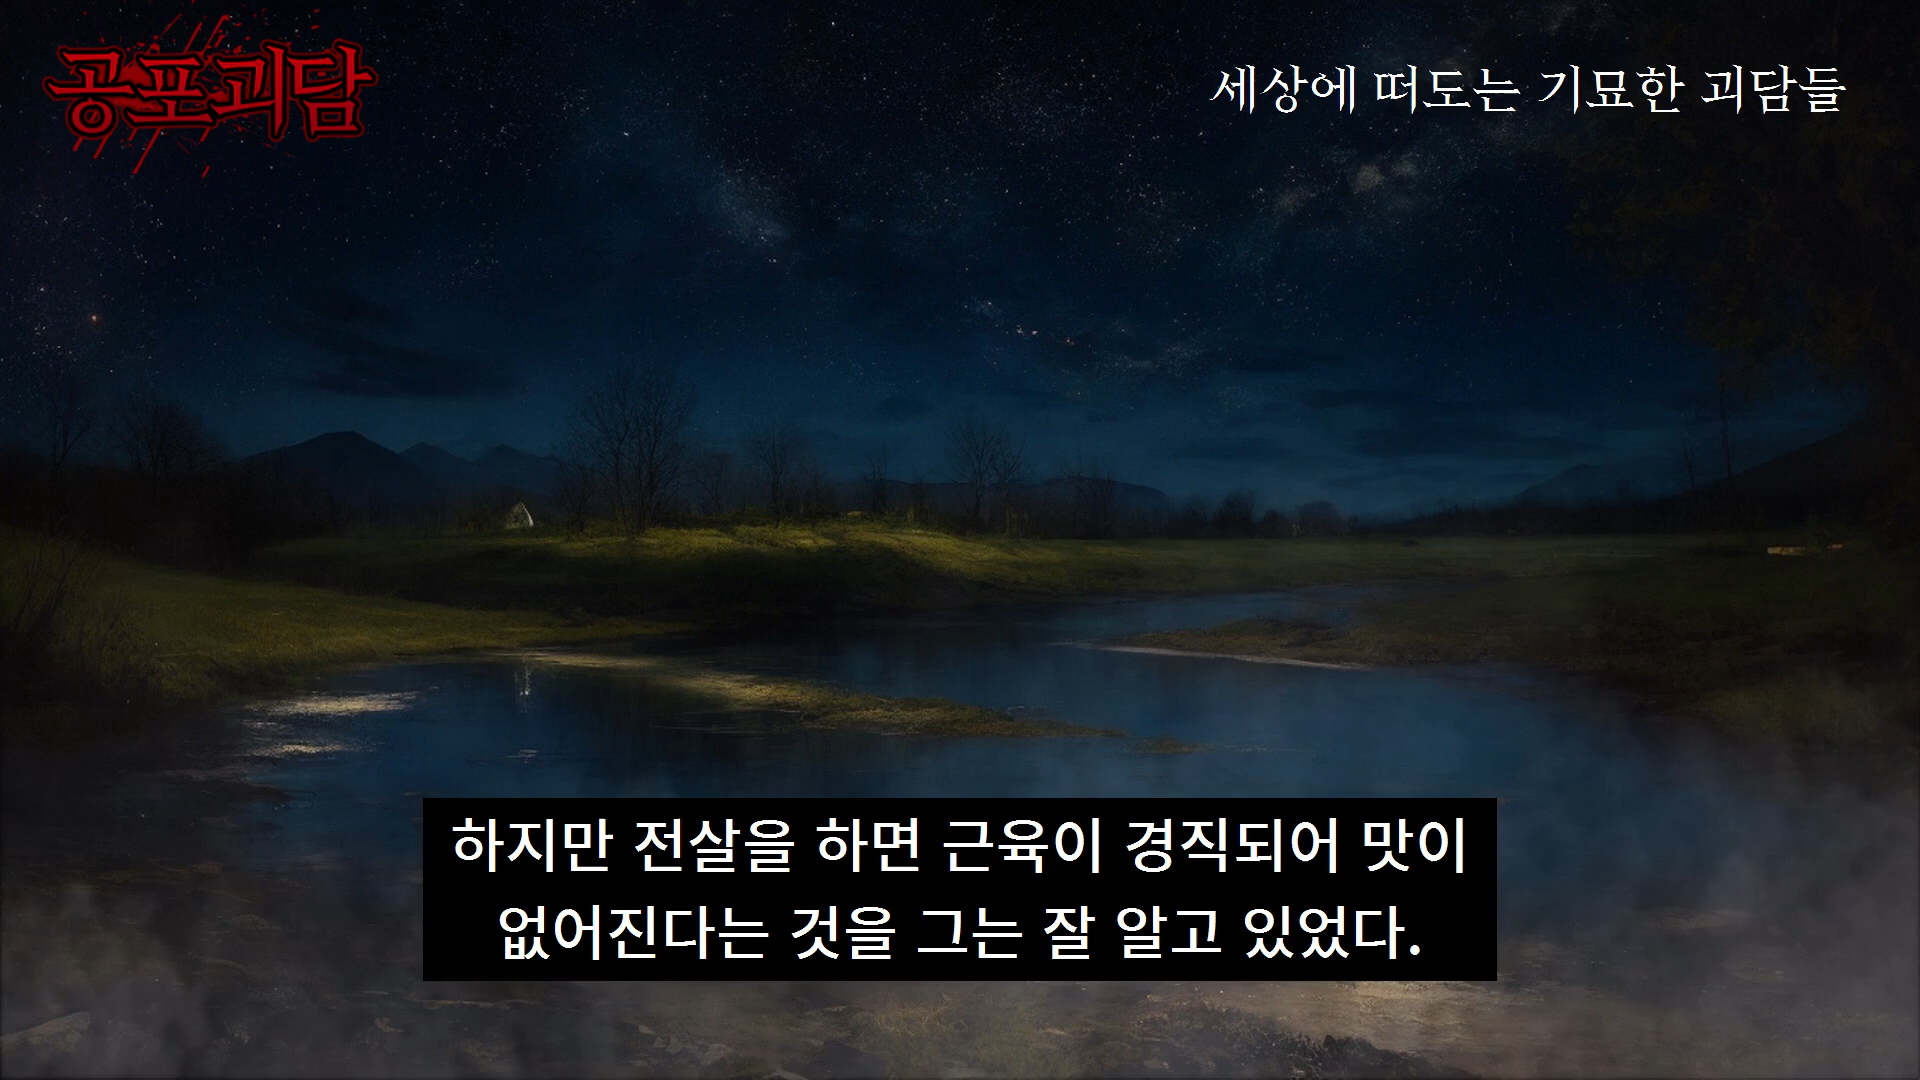 공포괴담
세상에 떠도는 기묘한 괴담들
하지만 전살을 하면 근육이 경직되어 맛이
없어진다는 것을 그는 잘 알고 있었다.